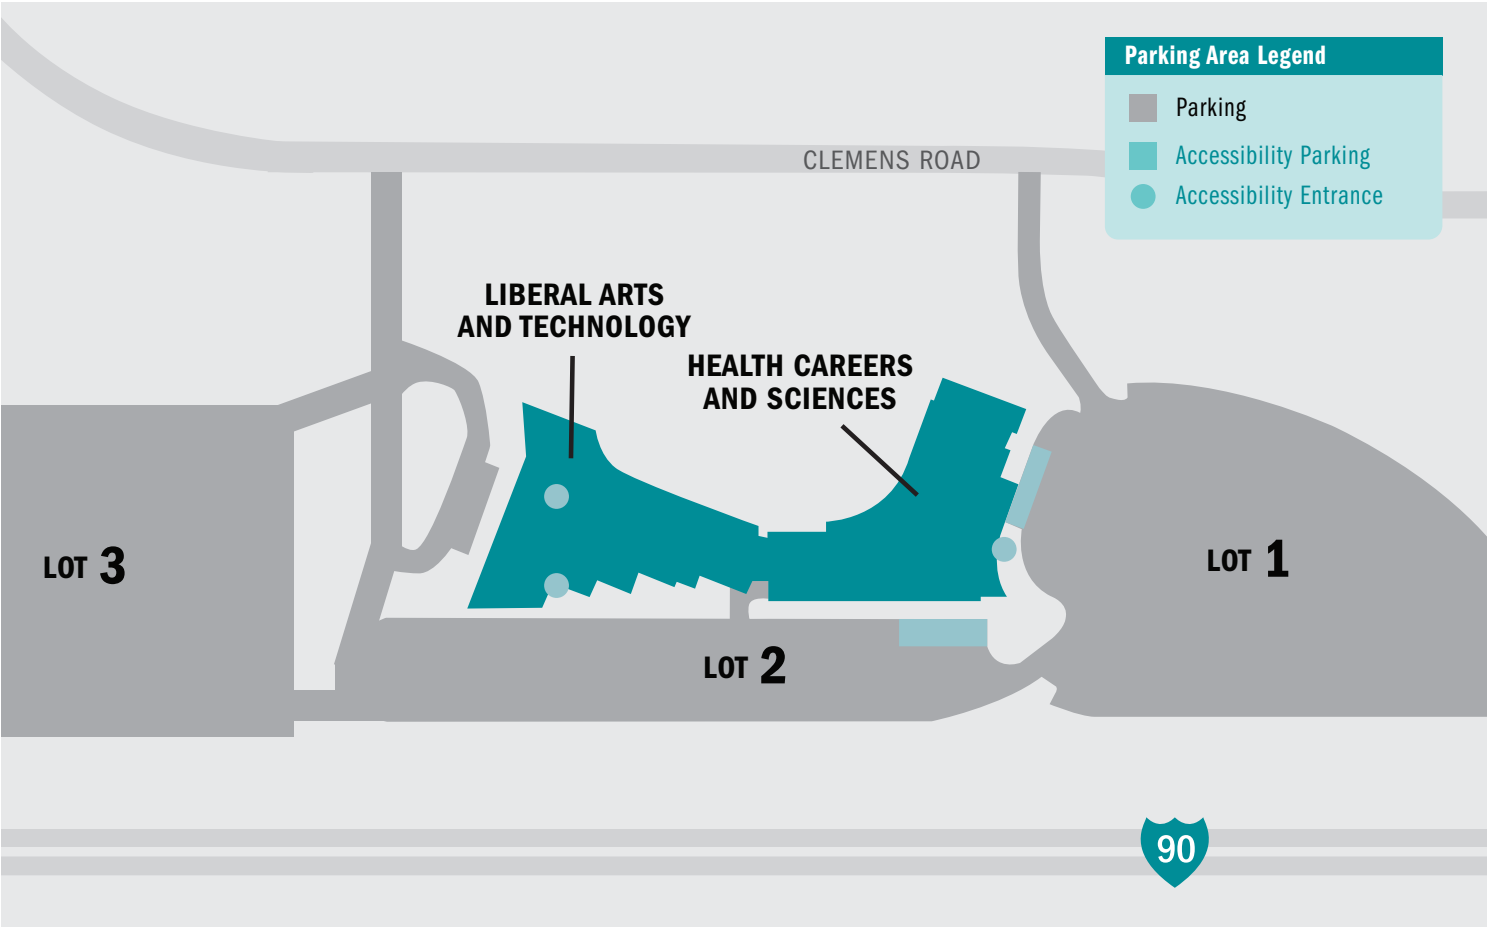 Parking Area Legend
Parking
Accessibility Parking
Accessibility Entrance
CLEMENS ROAD
LIBERAL ARTS
AND TECHNOLOGY
HEALTH CAREERS
AND SCIENCES
LOT 3
LOT 1
LOT 2
90